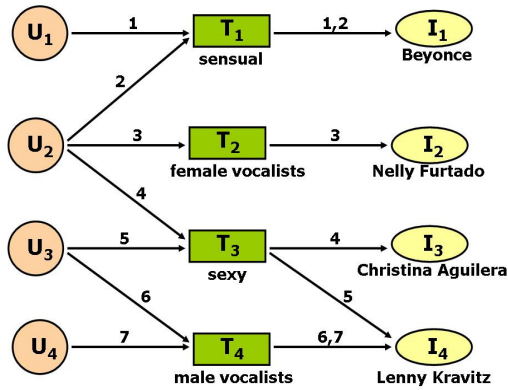 U1 1 T1 1,2 I1
sensual Beyonce
2
U2 3 T2 3 I2
female vocalists Nelly Furtado
4
U3 5 T3 4 I3
sexy Christina Aguilera
6 5
U4 7 T4 6,7 I4
male vocalists Lenny Kravitz